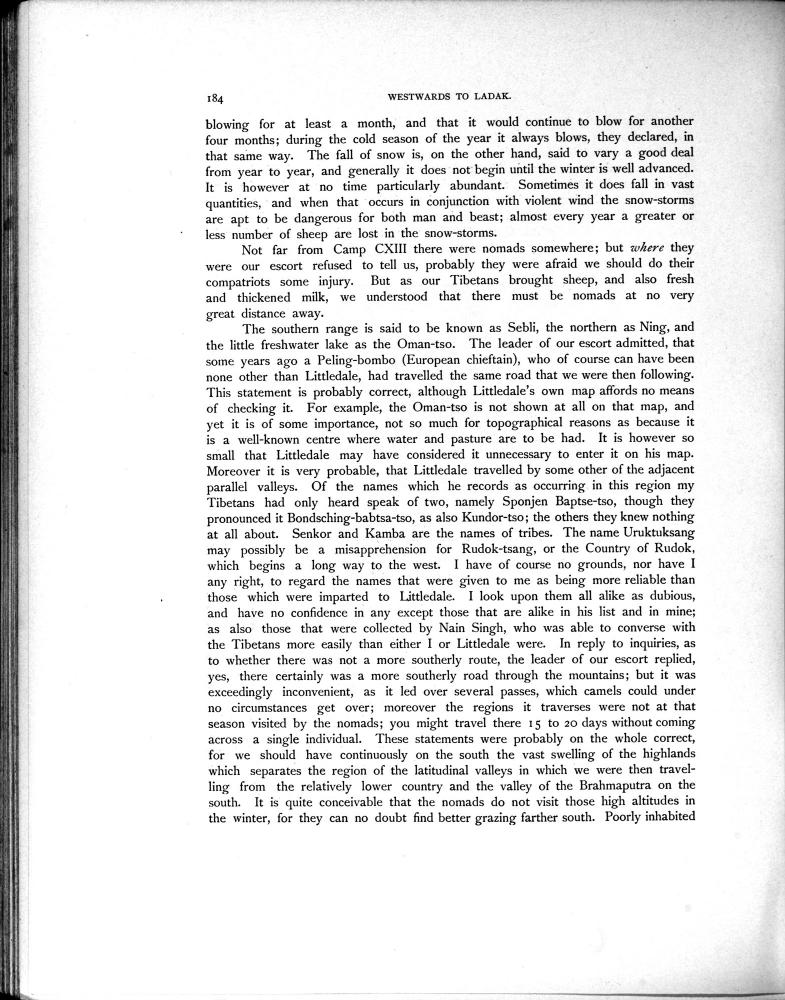 184 WESTWARDS TO LADAK.
blowing for at least a month, and that it would continue to blow for another
four months; during the cold season of the year it always blows, they declared, in
that same way. The fall of snow is, on the other hand, said to vary a good deal
from year to year, and generally it does not begin until the winter is well advanced.
It is however at no time particularly abundant. Sometimes it does fall in vast
quantities, and when that occurs in conjunction with violent wind the snow-storms
are apt to be dangerous for both man and beast; almost every year a greater or
less number of sheep are lost in the snow-storms.
Not far from Camp CXIII there were nomads somewhere; but where they
were our escort refused to tell us, probably they were afraid we should do their
compatriots some injury. But as our Tibetans brought sheep, and also fresh
and thickened milk, we understood that there must be nomads at no very
great distance away.
The southern range is said to be known as Sebli, the northern as Ning, and
the little freshwater lake as the Oman-tso. The leader of our escort admitted, that
some years ago a Peling-bombo (European chieftain), who of course can have been
none other than Littledale, had travelled the same road that we were then following.
This statement is probably correct, although Littledale's own map affords no means
of checking it. For example, the Oman-tso is not shown at all on that map, and
yet it is of some importance, not so much for topographical reasons as because it
is a well-known centre where water and pasture are to be had. It is however so
small that Littledale may have considered it unnecessary to enter it on his map.
Moreover it is very probable, that Littledale travelled by some other of the adjacent
parallel valleys. Of the names which he records as occurring in this region my
Tibetans had only heard speak of two, namely Sponjen Baptse-tso, though they
pronounced it Bondsching-babtsa-tso, as also Kundor-tso; the others they knew nothing
at all about. Senkor and Kamba are the names of tribes. The name Uruktuksang
may possibly be a misapprehension for Rudok-tsang, or the Country of Rudok,
which begins a long way to the west. I have of course no grounds, nor have I
any right, to regard the names that were given to me as being more reliable than
those which were imparted to Littledale. I look upon them all alike as dubious,
and have no confidence in any except those that are alike in his list and in mine;
as also those that were collected by Nain Singh, who was able to converse with
the Tibetans more easily than either I or Littledale were. In reply to inquiries, as
to whether there was not a more southerly route, the leader of our escort replied,
yes, there certainly was a more southerly road through the mountains; but it was
exceedingly inconvenient, as it led over several passes, which camels could under
no circumstances get over; moreover the regions it traverses were not at that
season visited by the nomads; you might travel there 15 to 20 days without coming
across a single individual. These statements were probably on the whole correct,
for we should have continuously on the south the vast swelling of the highlands
which separates the region of the latitudinal valleys in which we were then travel-
ling from the relatively lower country and the valley of the Brahmaputra on the
south. It is quite conceivable that the nomads do not visit those high altitudes in
the winter, for they can no doubt find better grazing farther south. Poorly inhabited